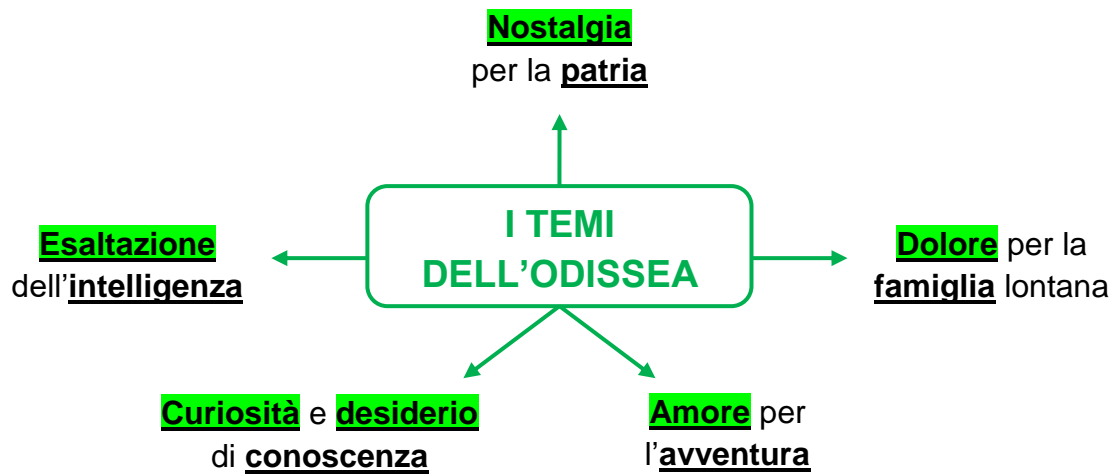 Nostalgia
per la patria
I TEMI
DELL’ODISSEA
Esaltazione
dell’intelligenza
Dolore per la
famiglia lontana
Curiosità e desiderio
di conoscenza
Amore per
l’avventura